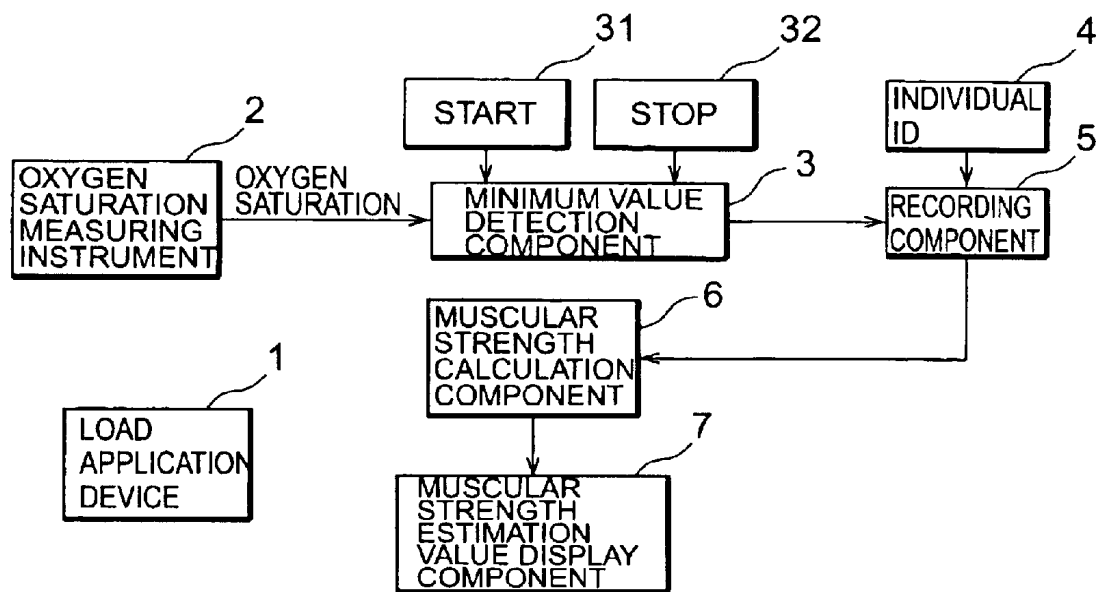 31
32
4
START
STOP
INDIVIDUAL
ID
2
3
5
OXYGEN
SATURATION
MEASURING
INSTRUMENT
OXYGEN
SATURATION
MINIMUM VALUE
DETECTION
COMPONENT
RECORDING
COMPONENT
6
MUSCULAR
STRENGTH
CALCULATION
COMPONENT
1
LOAD
APPLICATION
DEVICE
7
MUSCULAR
STRENGTH
ESTIMATION
VALUE DISPLAY
COMPONENT